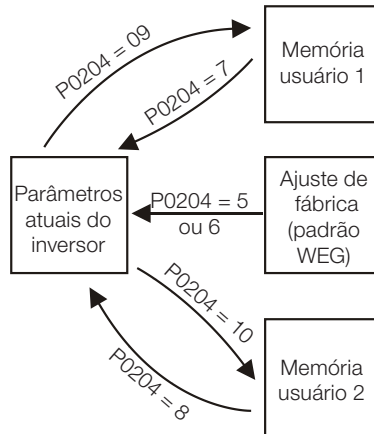 P0204 = 09
Memória
usuário 1
P0204 = 7
Parâmetros
atuais do
inversor
P0204 = 5
ou 6
Ajuste de
fábrica
(padrão
WEG)
P0204 = 10
P0204 = 8
Memória
usuário 2